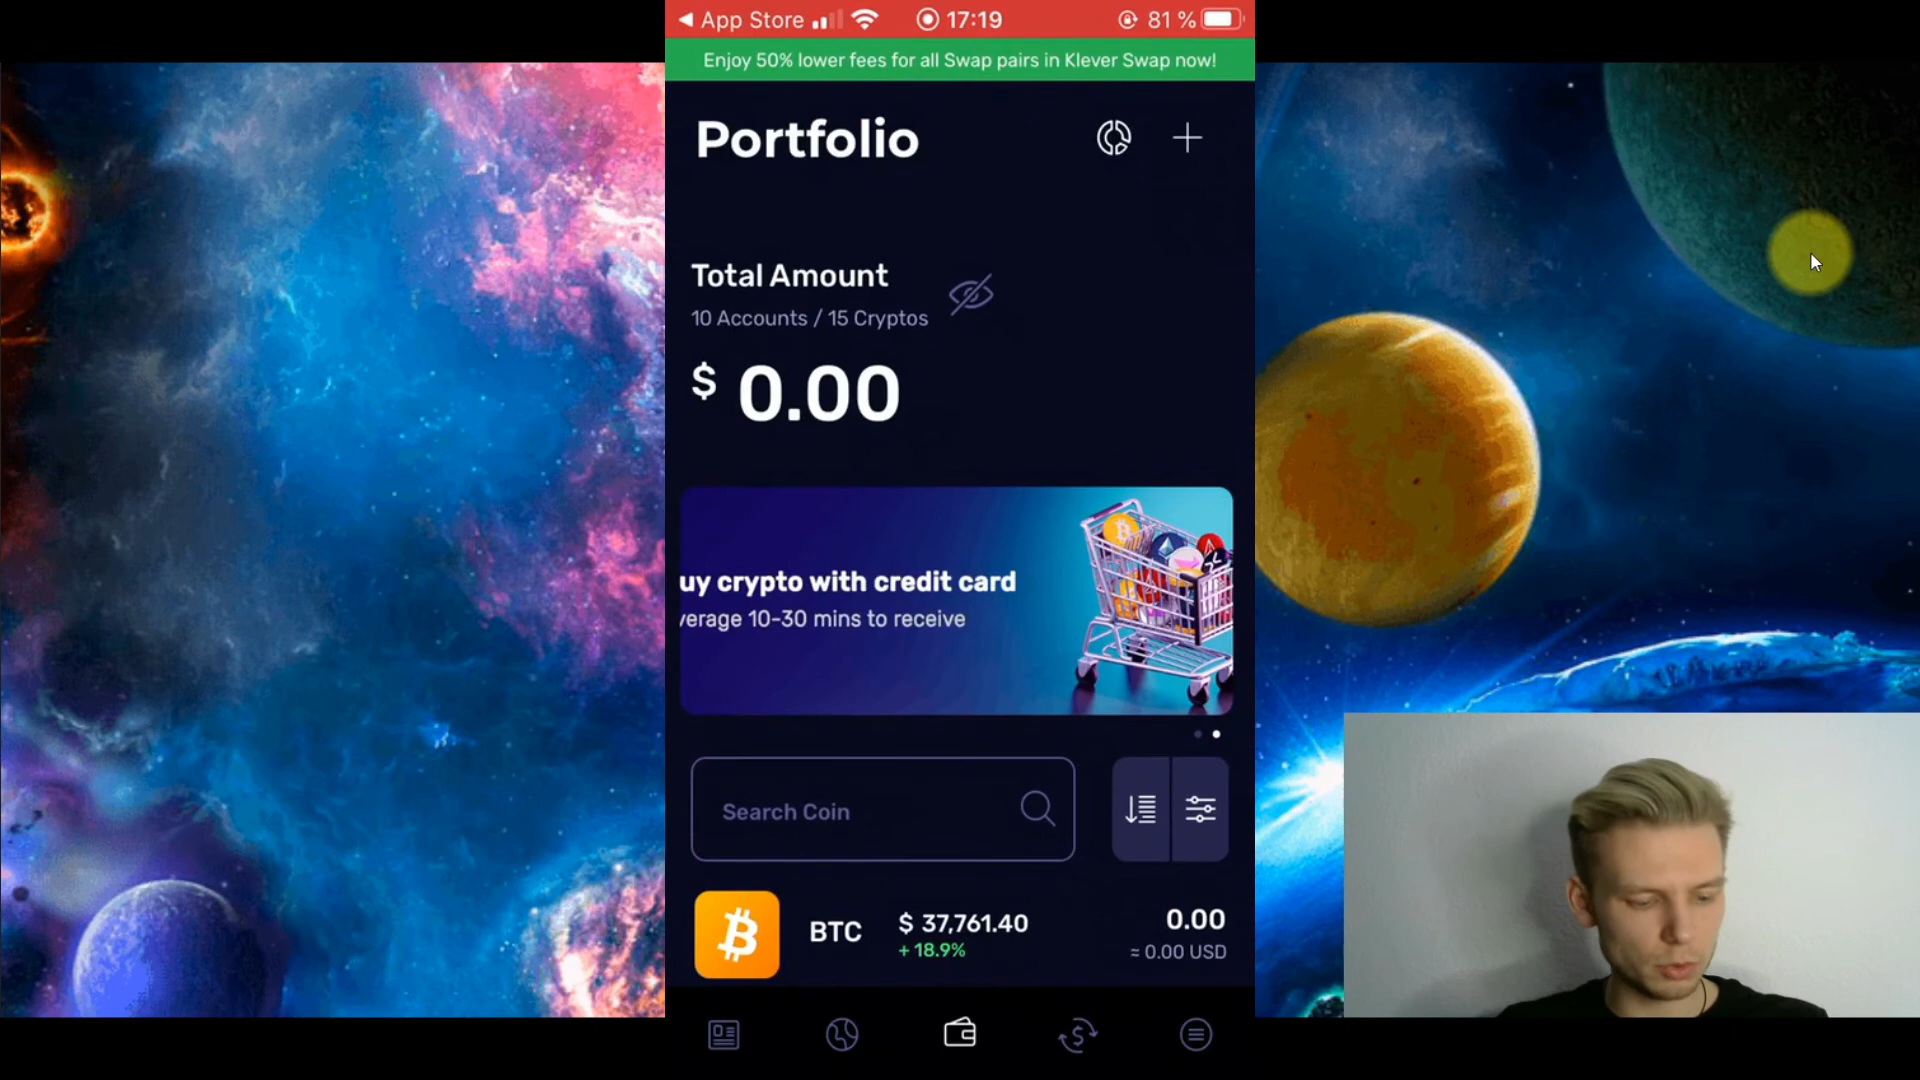 App Store
17:19
81 %
Enjoy 50% lower fees for all Swap pairs in Klever Swap now!
Portfolio
Total Amount
10 Accounts / 15 Cryptos
$ 0.00
uy crypto with credit card
verage 10-30 mins to receive
Search Coin
BTC
$ 37,761.40
+ 18.9%
0.00
≈ 0.00 USD